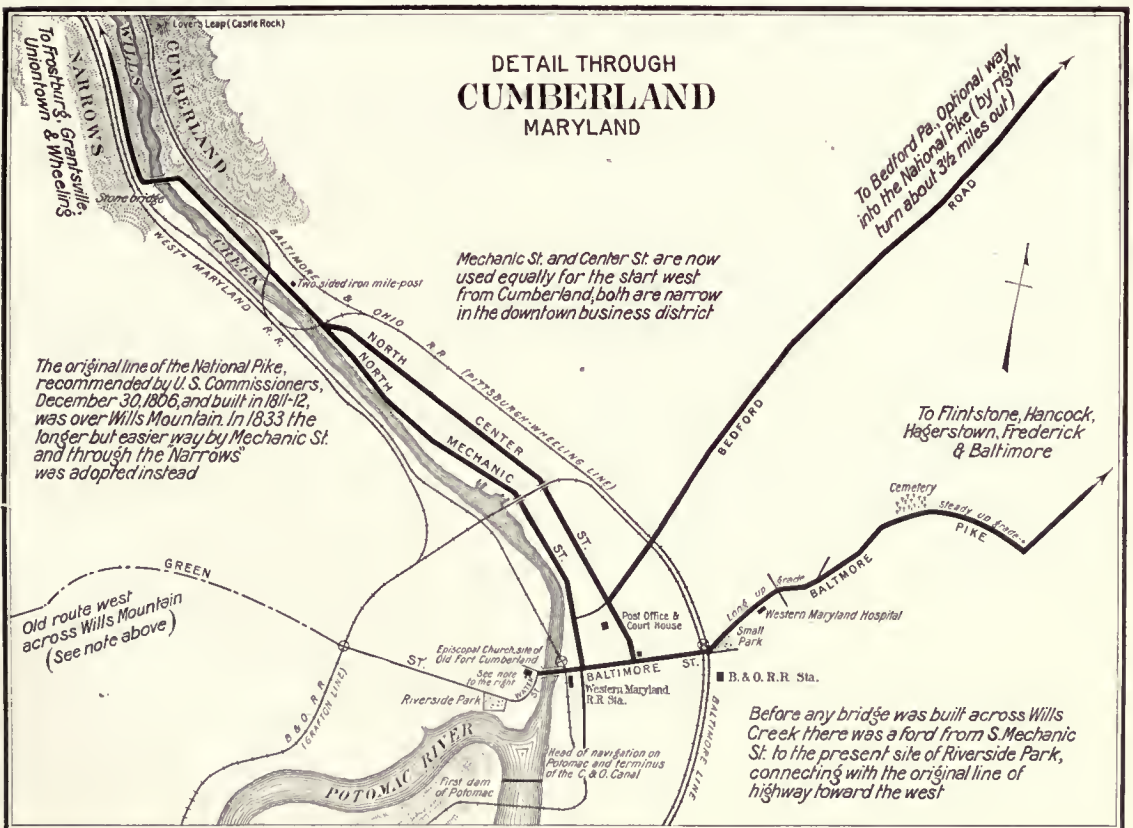 Lover's Leap (Castle Rock)
DETAIL THROUGH
CUMBERLAND
MARYLAND
To Frostburg, Grantsville,
Uniontown & Wheeling
NARROWS
WILLS
CUMBERLAND
Stone bridge
CREEK
WEST'N MARYLAND R.R.
BALTIMORE & OHIO R.R. (PITTSBURGH-WHEELING LINE)
Two sided iron mile-post
To Bedford Pa. Optional way
into the National Pike (by right
turn about 3½ miles out)
BEDFORD ROAD
Mechanic St. and Center St. are now
used equally for the start west
from Cumberland, both are narrow
in the downtown business district
The original line of the National Pike,
recommended by U.S. Commissioners,
December 30, 1806, and built in 1811-12,
was over Wills Mountain. In 1833 the
longer but easier way by Mechanic St.
and through the "Narrows"
was adopted instead
NORTH CENTER ST.
NORTH MECHANIC ST.
To Flintstone, Hancock,
Hagerstown, Frederick
& Baltimore
Cemetery
steady up grade
BALTIMORE PIKE
Long up grade
Western Maryland Hospital
Small
Park
GREEN ST.
Old route west
across Wills Mountain
(See note above)
Post Office &
Court House
Episcopal Church, site of
Old Fort Cumberland
See note
to the right
WATER ST.
BALTIMORE ST.
Western Maryland
R.R. Sta.
B. & O. R.R. Sta.
Riverside Park
B. & O. R.R.
(GRAFTON LINE)
POTOMAC RIVER
Head of navigation on
Potomac and terminus
of the C. & O. Canal
First dam
of Potomac
BALTIMORE LINE
Before any bridge was built across Wills
Creek there was a ford from S. Mechanic
St. to the present site of Riverside Park,
connecting with the original line of
highway toward the west